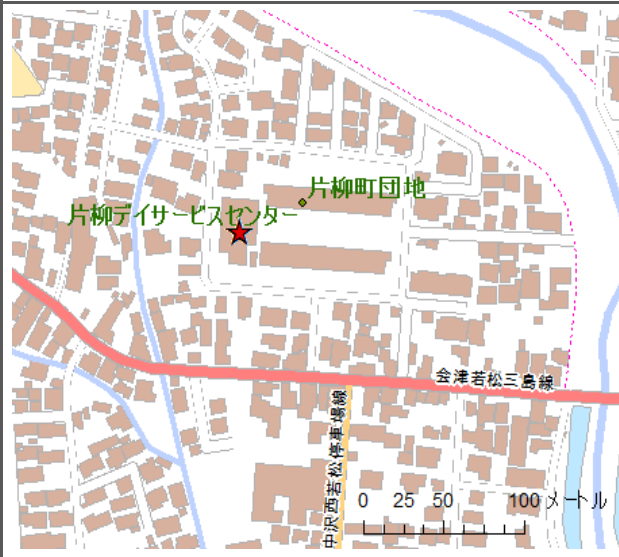 片柳町団地
片柳デイサービスセンター
会津若松三島線
中沢西若松停車場線
0 25 50 100 メートル